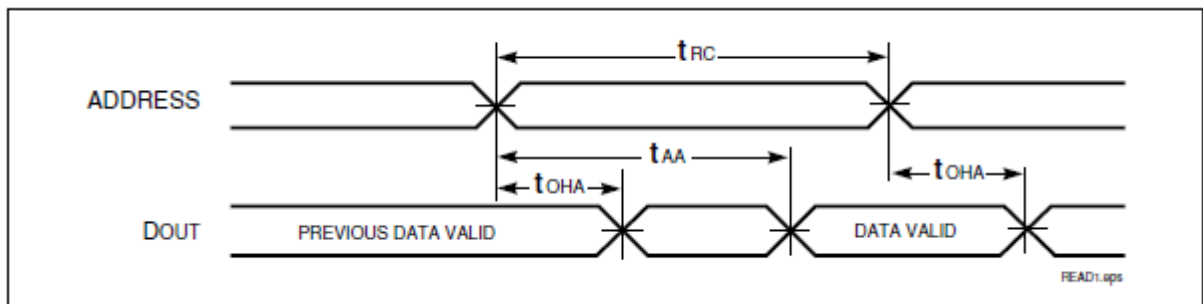 tRC
ADDRESS
tAA
tOHA
tOHA
DOUT
PREVIOUS DATA VALID
DATA VALID
READ1.eps